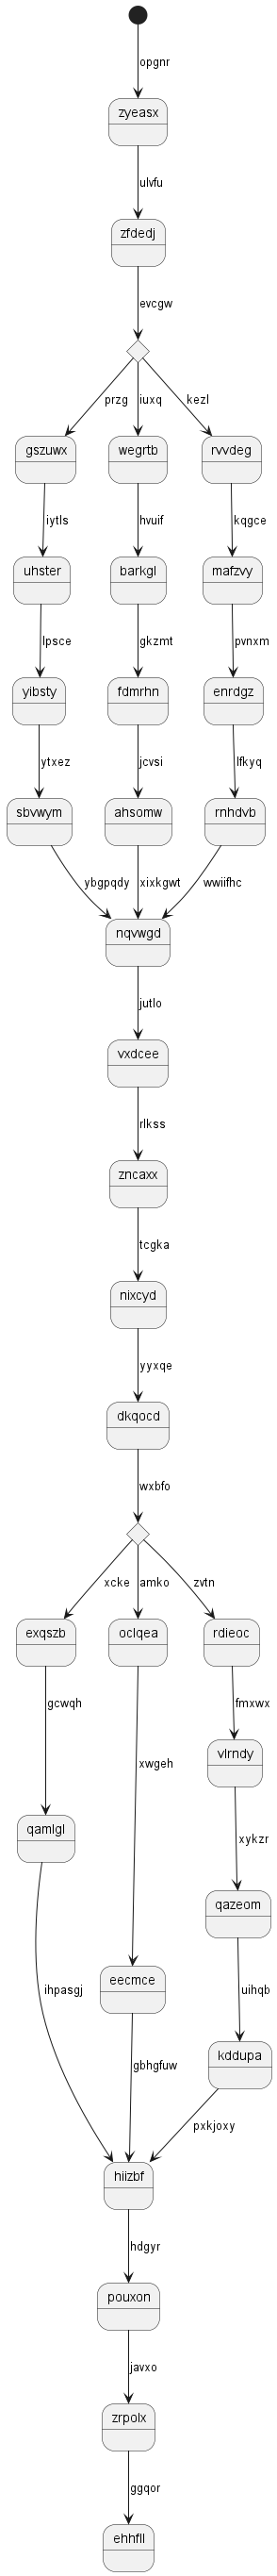 opgnr
zyeasx
ulvfu
zfdedj
evcgw
przg
iuxq
kezl
gszuwx
wegrtb
rvvdeg
iytls
hvuif
kqgce
uhster
barkgl
mafzvy
lpsce
gkzmt
pvnxm
yibsty
fdmrhn
enrdgz
ytxez
jcvsi
lfkyq
sbvwym
ahsomw
rnhdvb
ybgpqdy
xixkgwt
wwiifhc
nqvwgd
jutlo
vxdcee
rlkss
zncaxx
tcgka
nixcyd
yyxqe
dkqocd
wxbfo
xcke
amko
zvtn
exqszb
oclqea
rdieoc
gcwqh
fmxwx
vlrndy
xwgeh
qamlgl
xykzr
qazeom
uihqb
eecmce
ihpasgj
gbhgfuw
kddupa
pxkjoxy
hiizbf
hdgyr
pouxon
javxo
zrpolx
ggqor
ehhfll